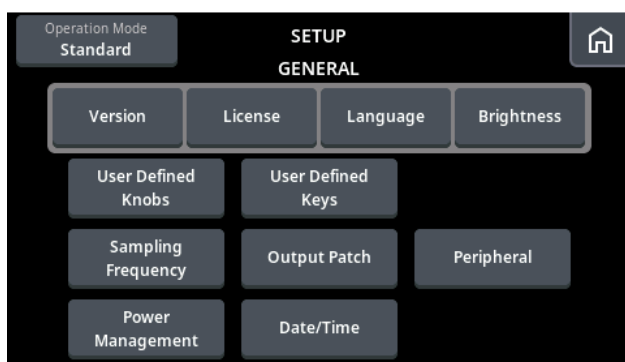 Operation Mode
Standard
SETUP
GENERAL
Version
License
Language
Brightness
User Defined
Knobs
User Defined
Keys
Sampling
Frequency
Output Patch
Peripheral
Power
Management
Date/Time